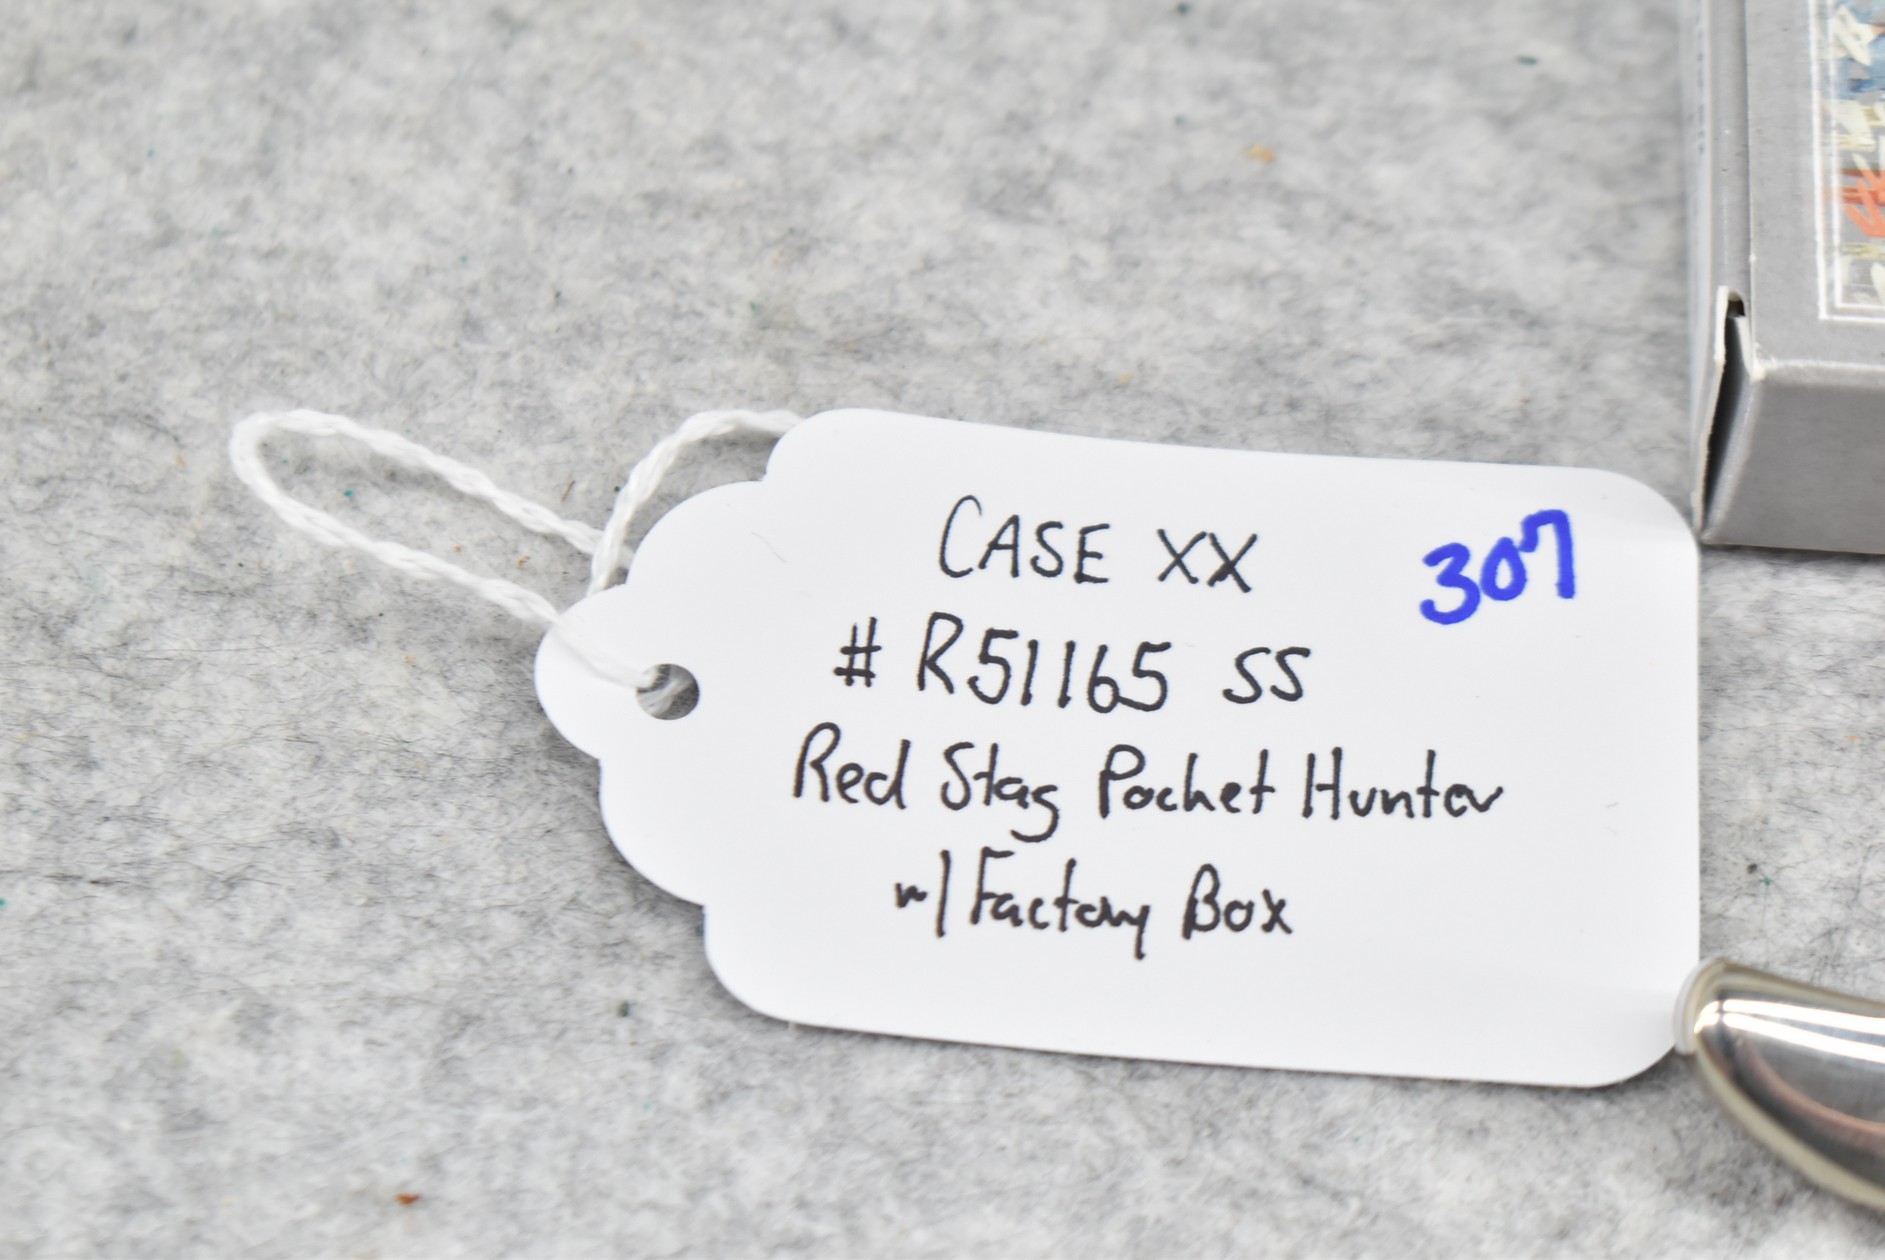 CASE XX
307
# R51165 SS
Red Stag Pocket Hunter
w/ Factory Box